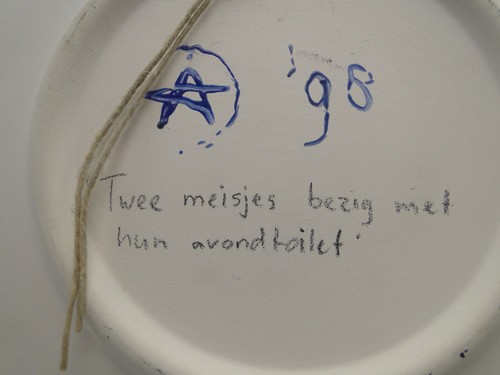 A '98
Twee meisjes bezig met
hun avondtoilet